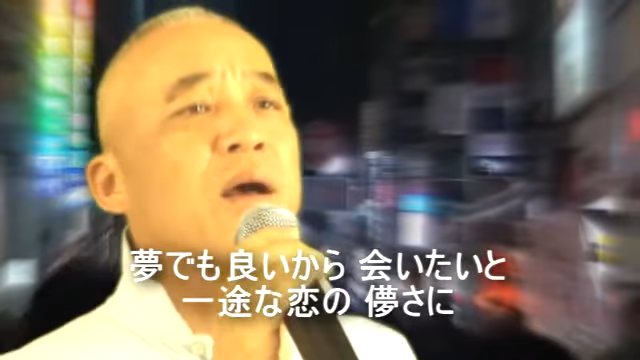 夢でも良いから 会いたいと
一途な恋の 儚さに